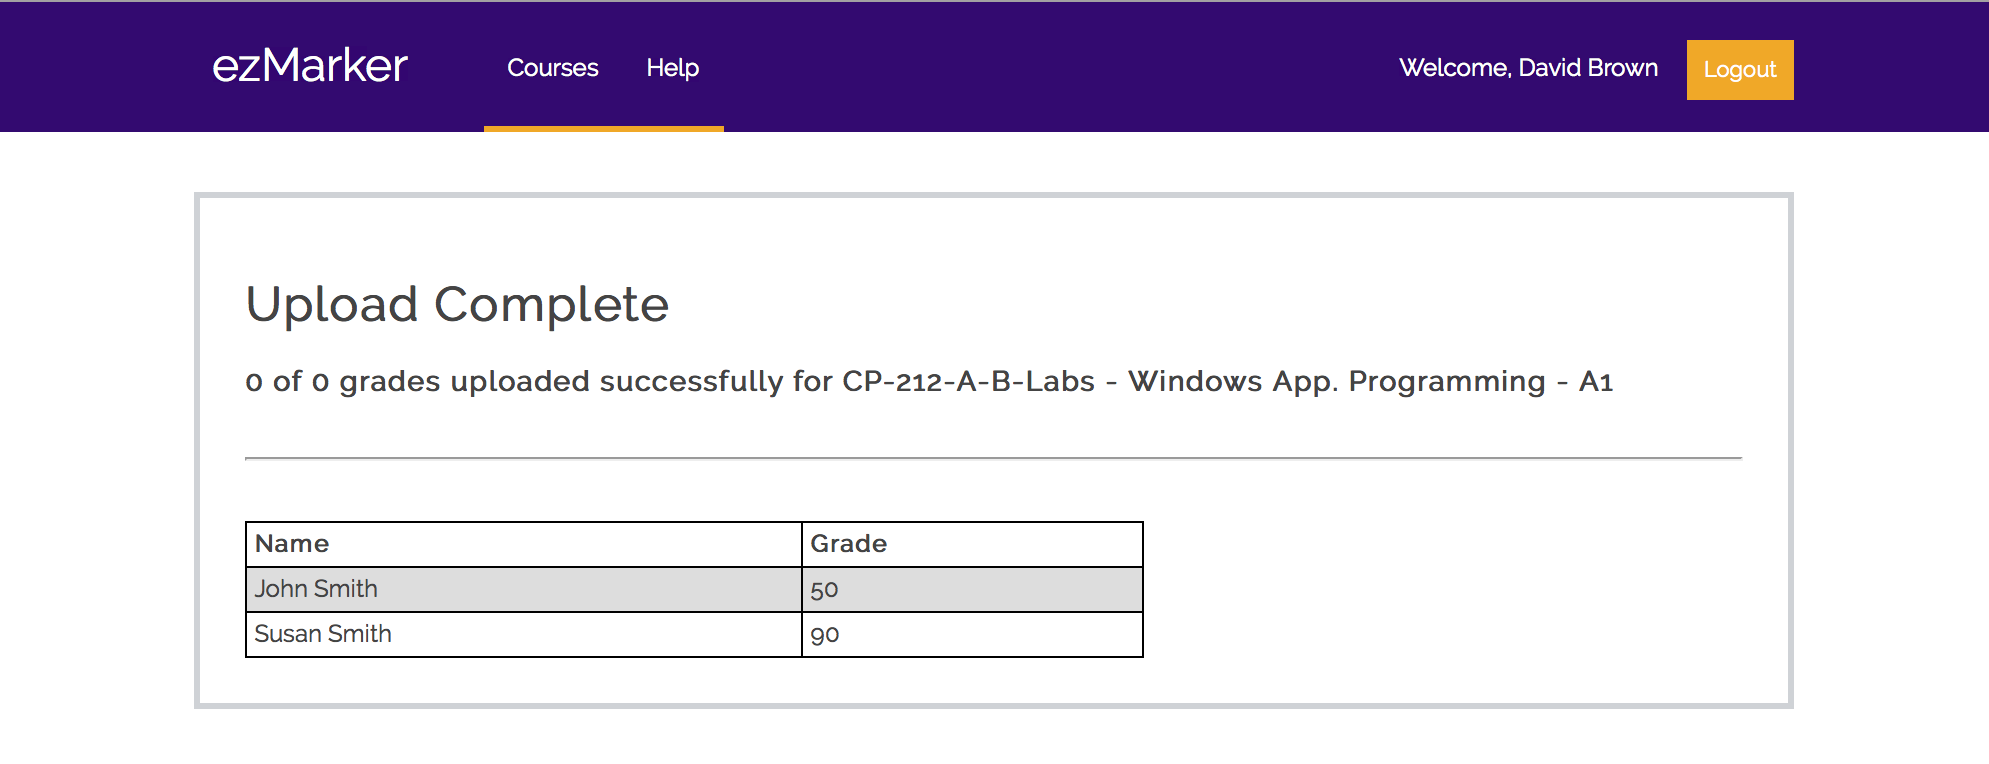 ezMarker Courses Help Welcome, David Brown Logout
Upload Complete
0 of 0 grades uploaded successfully for CP-212-A-B-Labs - Windows App. Programming - A1
Name Grade
John Smith 50
Susan Smith 90